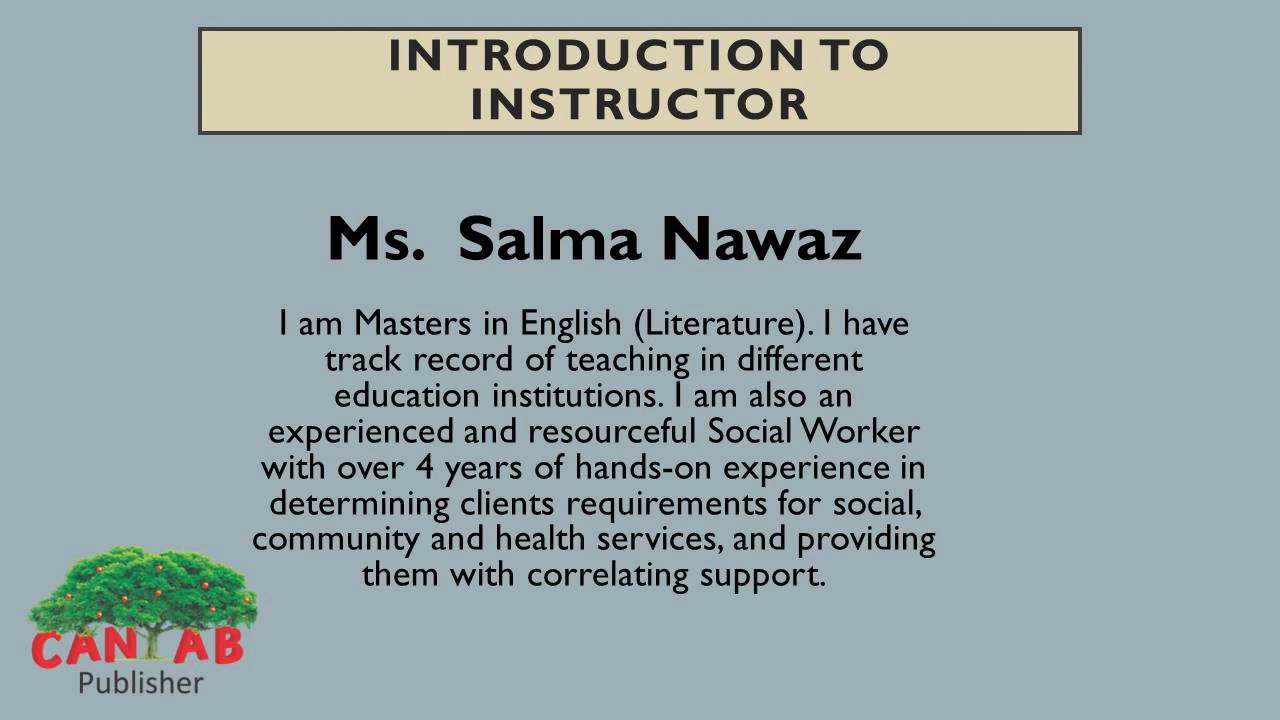 INTRODUCTION TO
INSTRUCTOR
Ms. Salma Nawaz
I am Masters in English (Literature). I have
track record of teaching in different
education institutions. I am also an
experienced and resourceful Social Worker
with over 4 years of hands-on experience in
determining clients requirements for social,
community and health services, and providing
them with correlating support.
CANTAB
Publisher